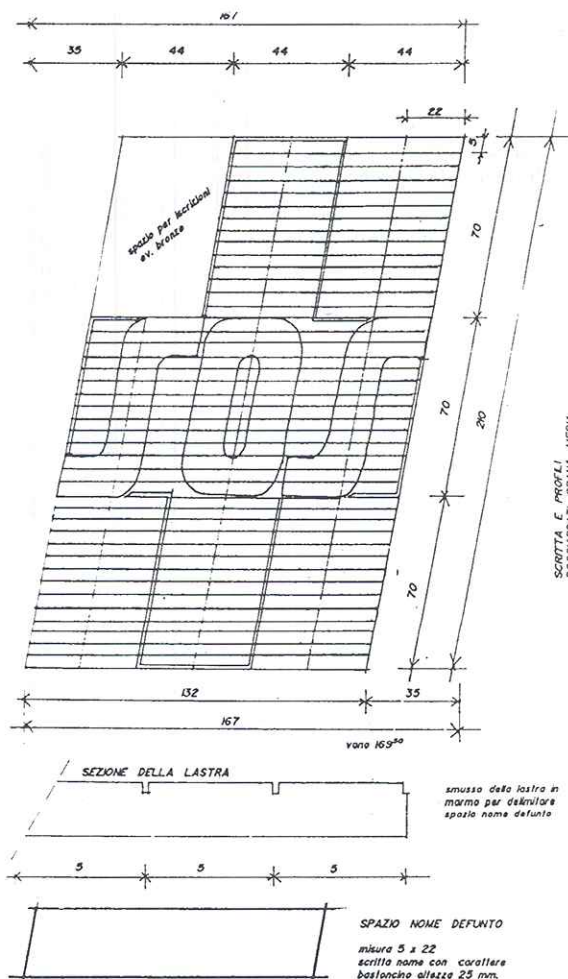 167
35 44 44 44
22
5
spazio per iscrizioni
ev. bronzo
70
70
210
70
SCRITTA E PROFILI
132 35
167
vano 169⁵⁰
SEZIONE DELLA LASTRA
smusso della lastra in
marmo per delimitare
spazio nome defunto
5 5 5
SPAZIO NOME DEFUNTO
misura 5 x 22
scritta nome con carattere
bastoncino altezza 25 mm.